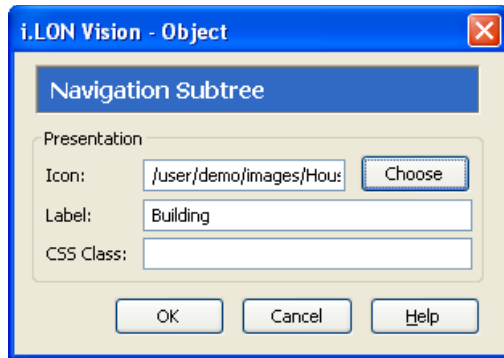 i.LON Vision - Object
Navigation Subtree
Presentation
Icon: /user/demo/images/Hous Choose
Label: Building
CSS Class:
OK Cancel Help